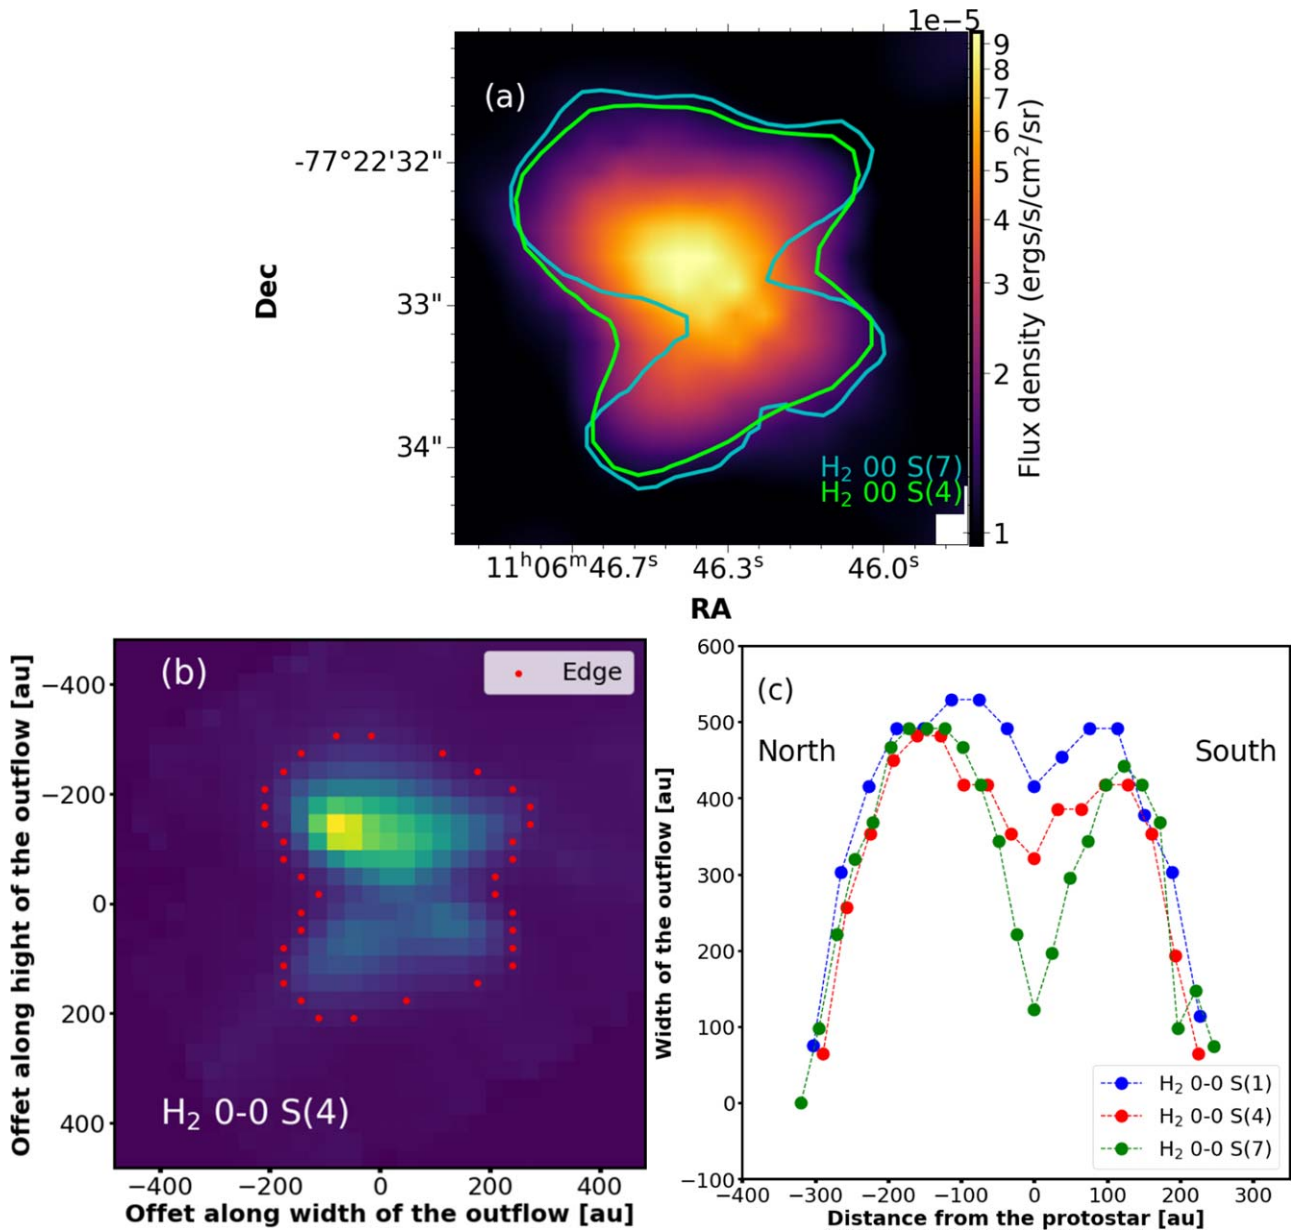 1e−5
(a)
-77°22'32"
33"
34"
Dec
H₂ 00 S(7)
H₂ 00 S(4)
11ʰ06ᵐ46.7ˢ 46.3ˢ 46.0ˢ
RA
9
8
7
6
5
4
3
2
1
Flux density (ergs/s/cm²/sr)
(b)
Edge
−400
−200
0
200
400
Offet along hight of the outflow [au]
H₂ 0-0 S(4)
−400 −200 0 200 400
Offet along width of the outflow [au]
600
500
400
300
200
100
0
−100
Width of the outflow [au]
(c)
North
South
H₂ 0-0 S(1)
H₂ 0-0 S(4)
H₂ 0-0 S(7)
−400 −300 −200 −100 0 100 200 300
Distance from the protostar [au]